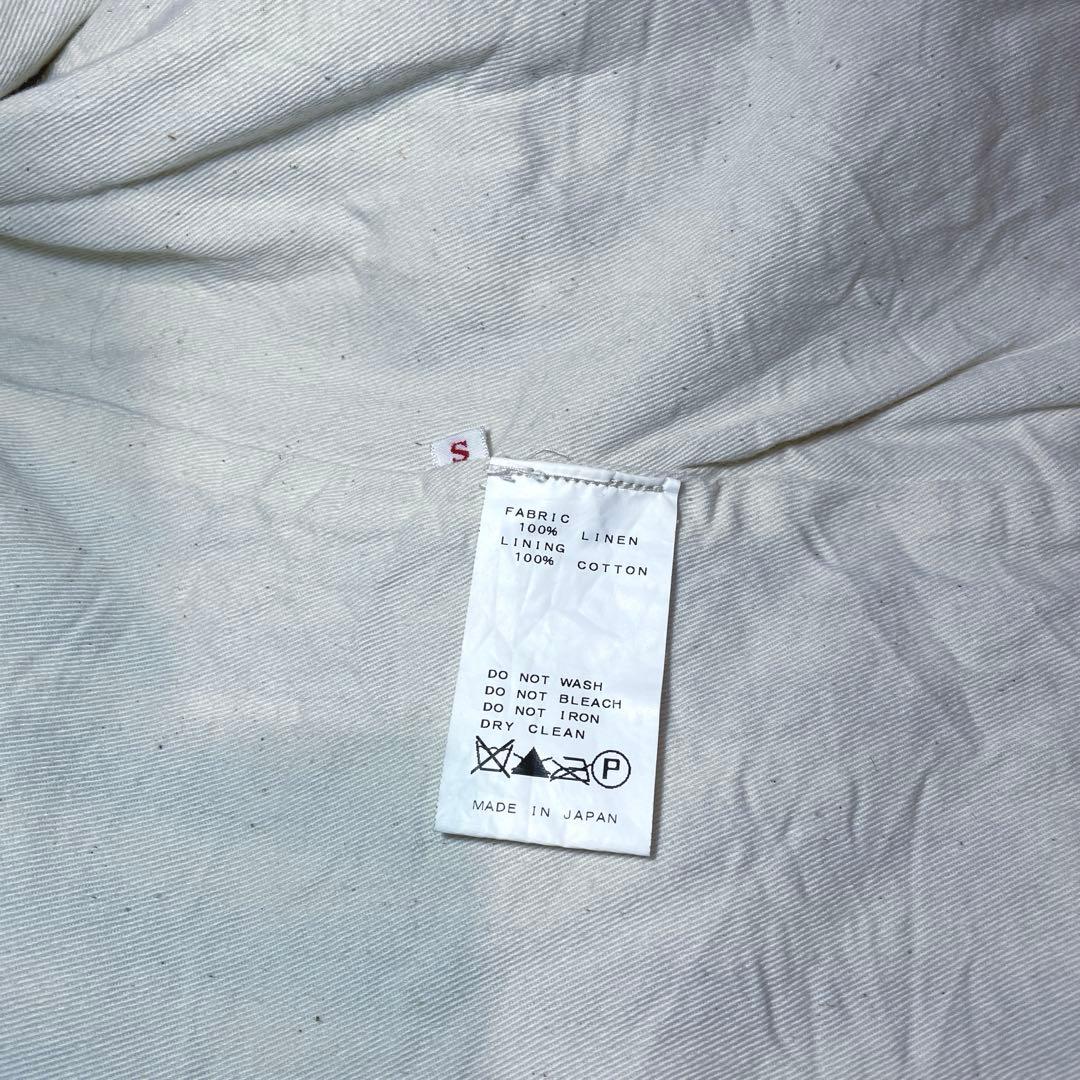 S
FABRIC
100% LINEN
LINING
100% COTTON
DO NOT WASH
DO NOT BLEACH
DO NOT IRON
DRY CLEAN
P
MADE IN JAPAN